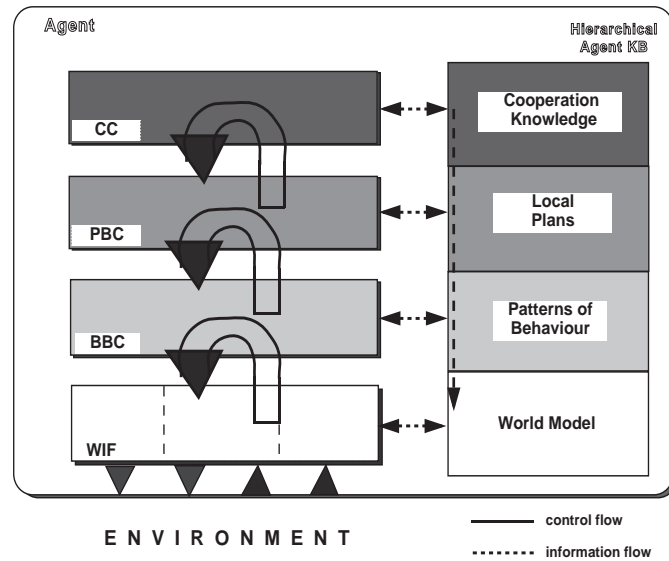 Agent
Hierarchical
Agent KB
CC
Cooperation
Knowledge
PBC
Local
Plans
BBC
Patterns of
Behaviour
WIF
World Model
E N V I R O N M E N T
control flow
information flow